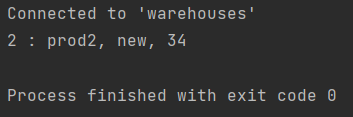 Connected to 'warehouses'
2 : prod2, new, 34
Process finished with exit code 0